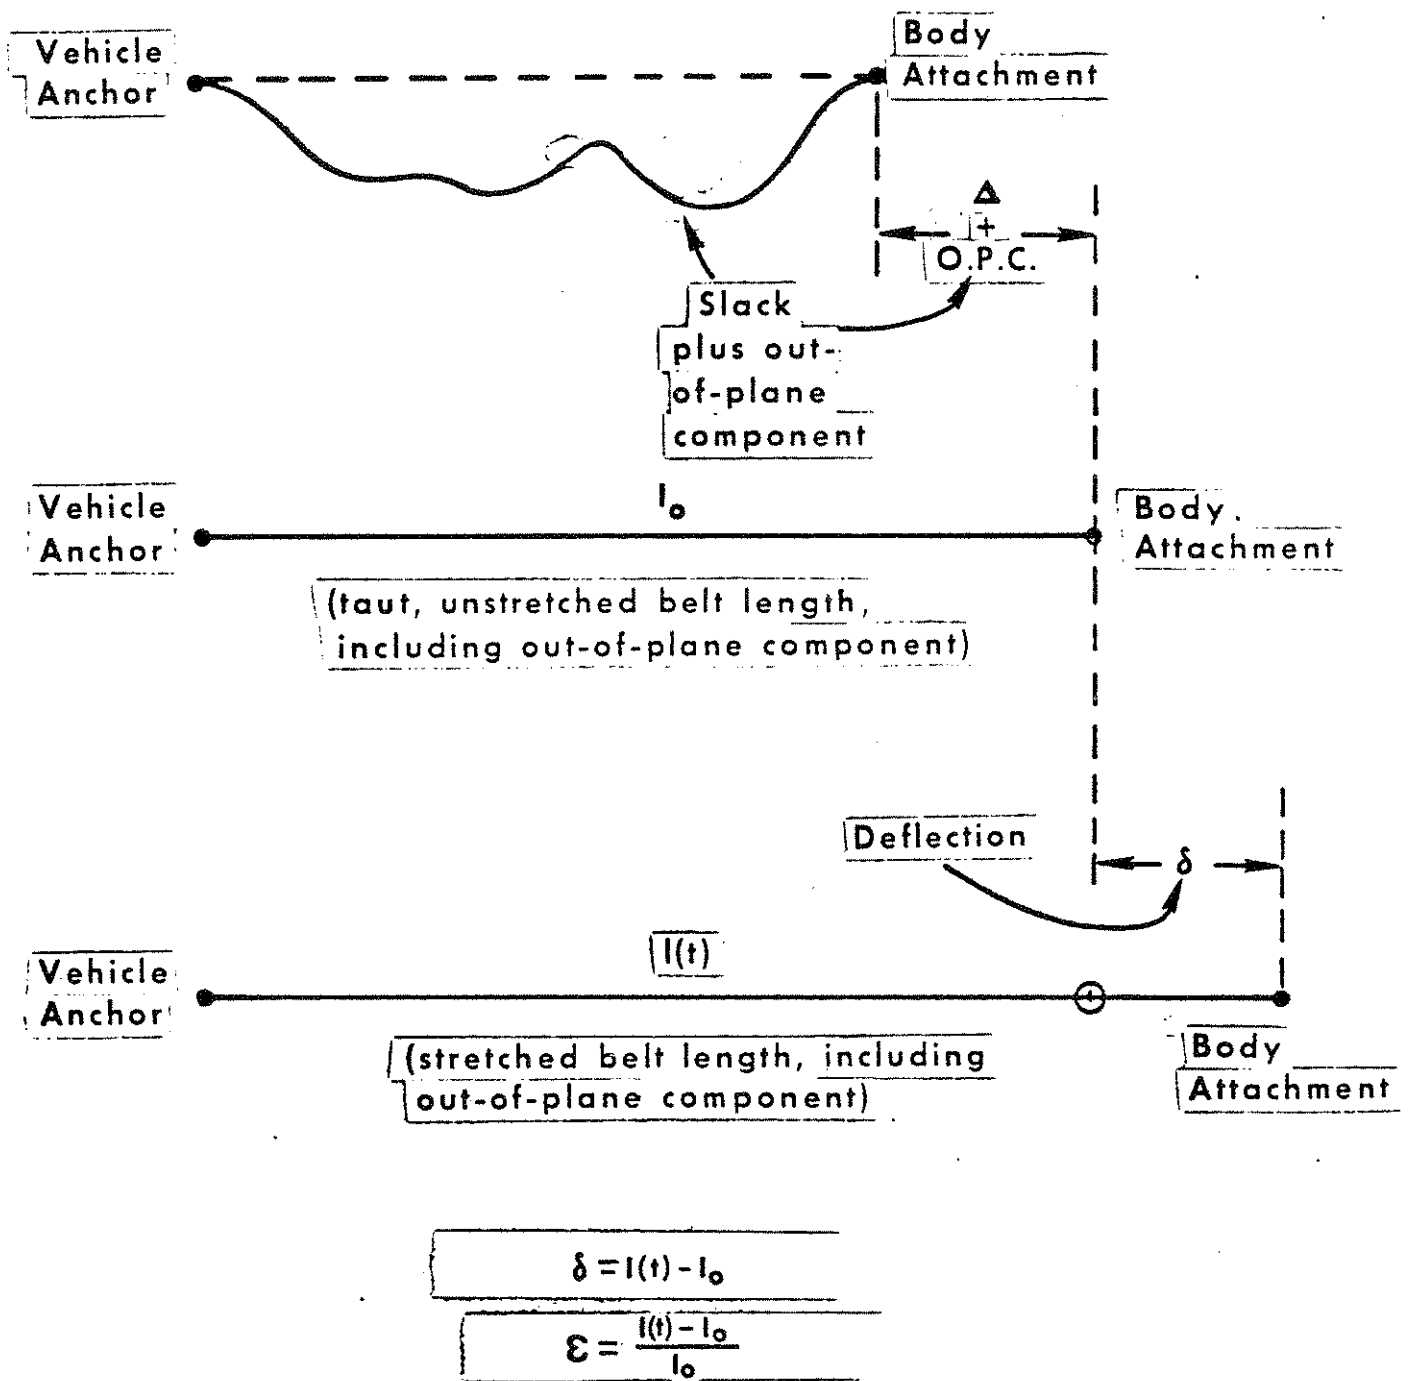 Vehicle
Anchor
Body
Attachment
Δ
+
O.P.C.
Slack
plus out-
of-plane
component
l₀
Vehicle
Anchor
Body.
Attachment
(taut, unstretched belt length,
including out-of-plane component)
Deflection
δ
l(t)
Vehicle
Anchor
(stretched belt length, including
out-of-plane component)
Body
Attachment
δ = l(t) - l₀
ε = (l(t) - l₀) / l₀